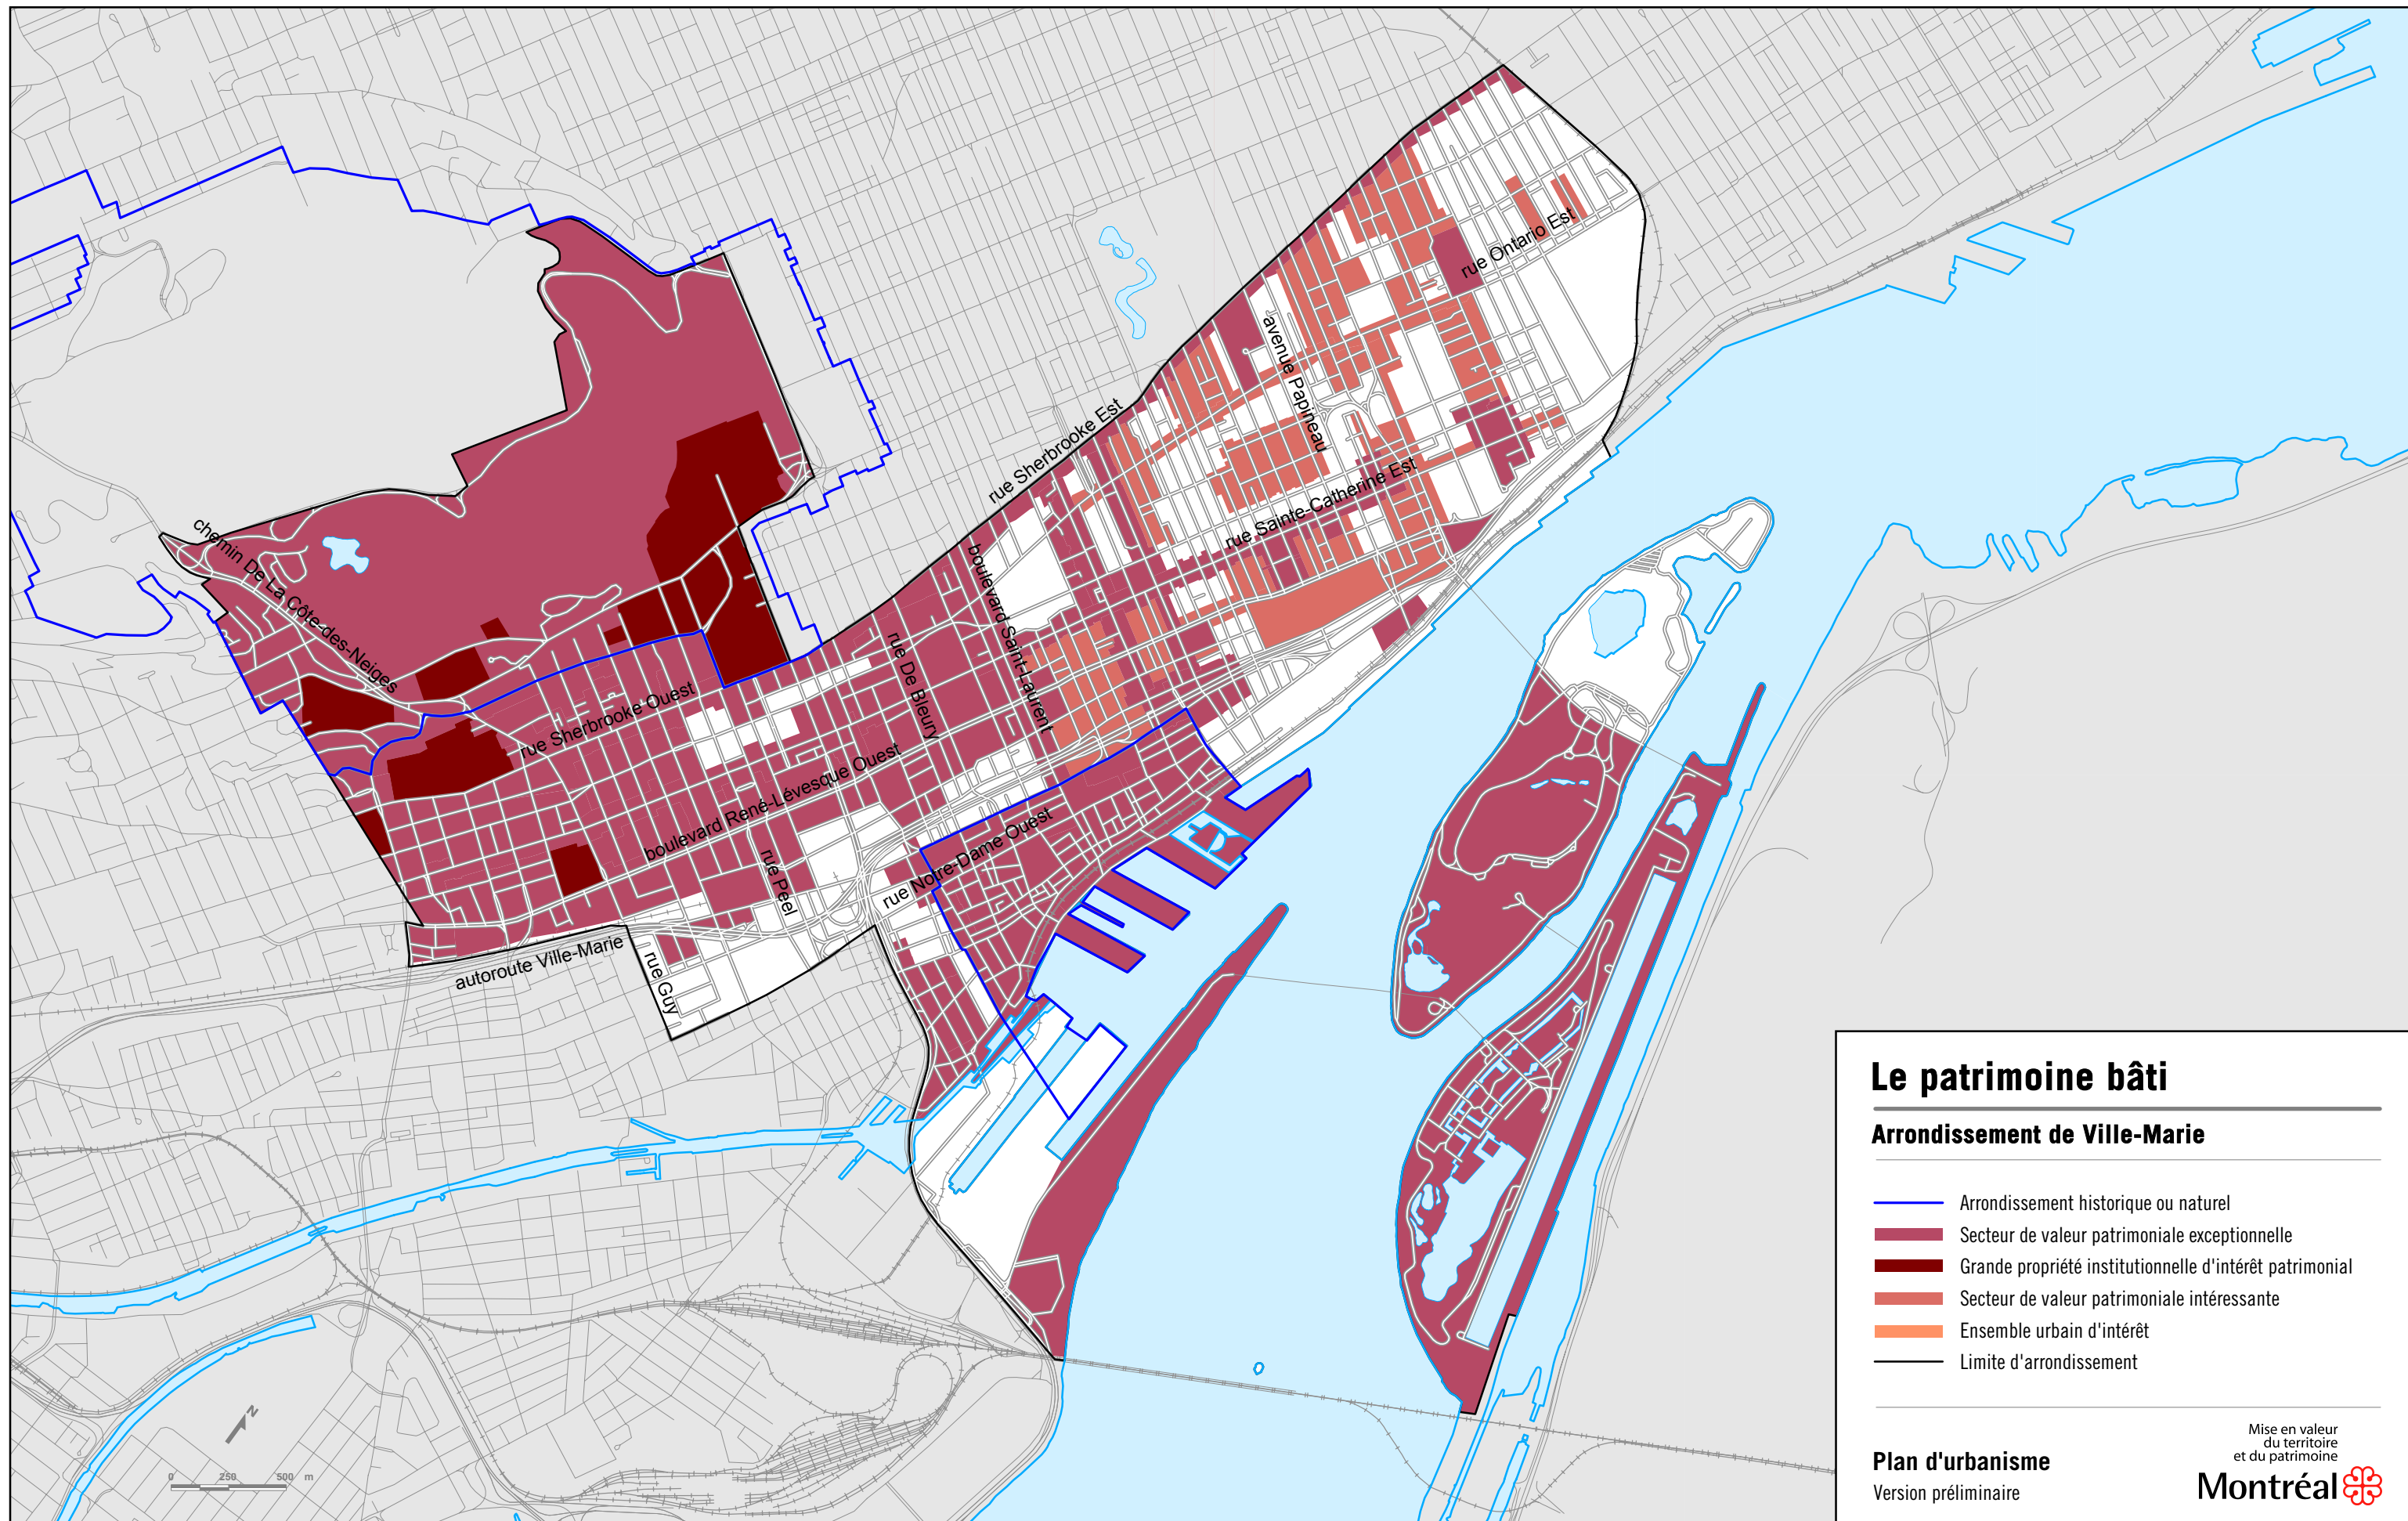 rue Ontario Est
avenue Papineau
rue Sherbrooke Est
rue Sainte-Catherine Est
chemin De La Côte-des-Neiges
boulevard Saint-Laurent
rue De Bleury
rue Sherbrooke Ouest
boulevard René-Lévesque Ouest
rue Peel
rue Notre-Dame Ouest
autoroute Ville-Marie
rue Guy
N
0 250 500 m
Le patrimoine bâti
Arrondissement de Ville-Marie
Arrondissement historique ou naturel
Secteur de valeur patrimoniale exceptionnelle
Grande propriété institutionnelle d'intérêt patrimonial
Secteur de valeur patrimoniale intéressante
Ensemble urbain d'intérêt
Limite d'arrondissement
Plan d'urbanisme
Version préliminaire
Mise en valeur
du territoire
et du patrimoine
Montréal